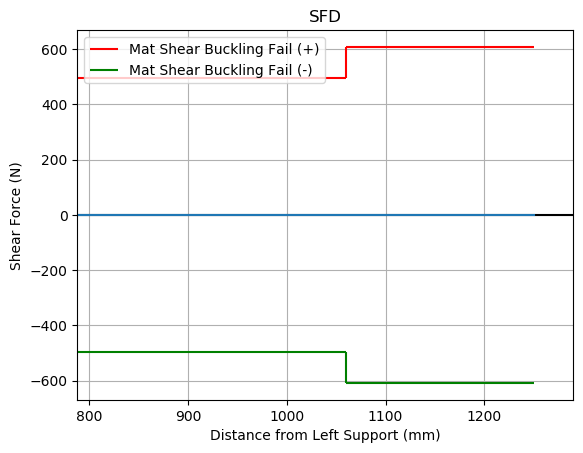 SFD
Mat Shear Buckling Fail (+)
Mat Shear Buckling Fail (-)
Shear Force (N)
600
400
200
0
−200
−400
−600
800 900 1000 1100 1200
Distance from Left Support (mm)